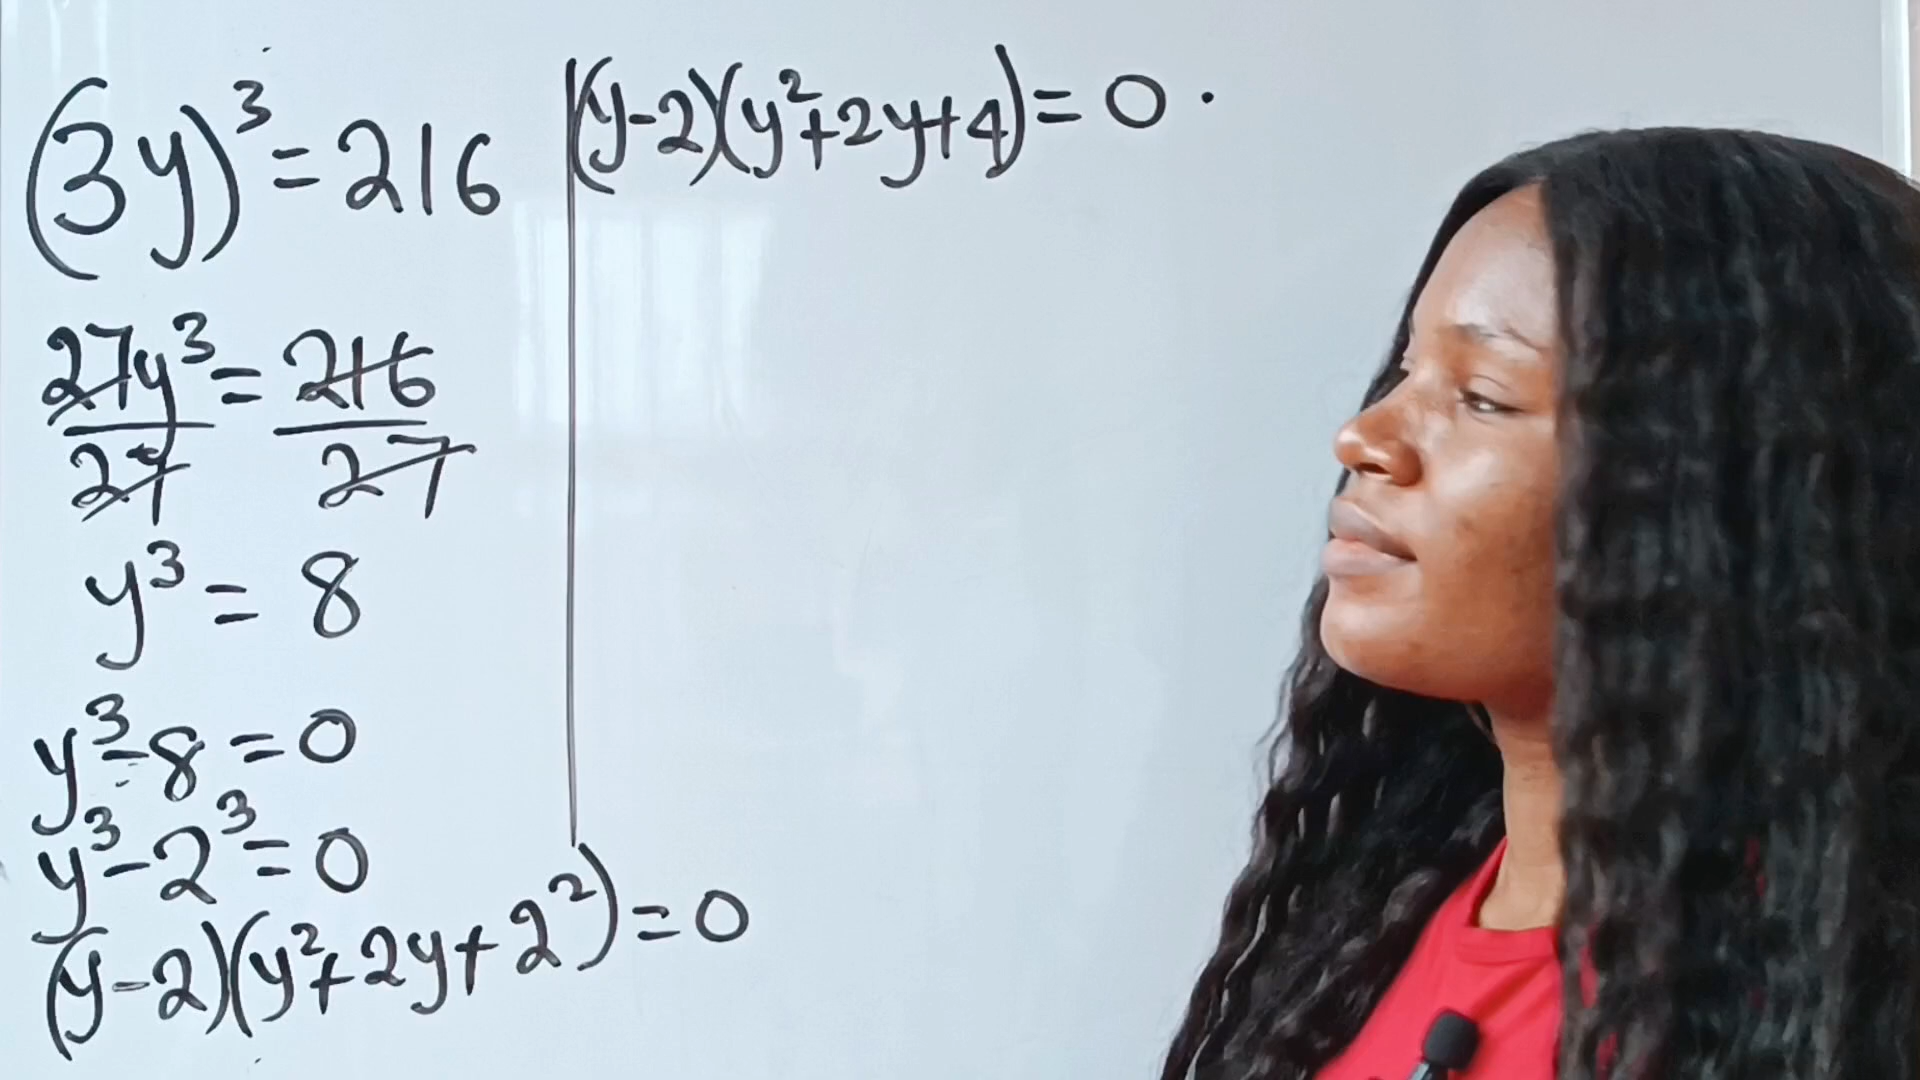 (3y)³ = 216
27y³ = 216
27 27
y³ = 8
y³ - 8 = 0
y³ - 2³ = 0
(y-2)(y²+2y+2²) = 0
(y-2)(y²+2y+4) = 0.